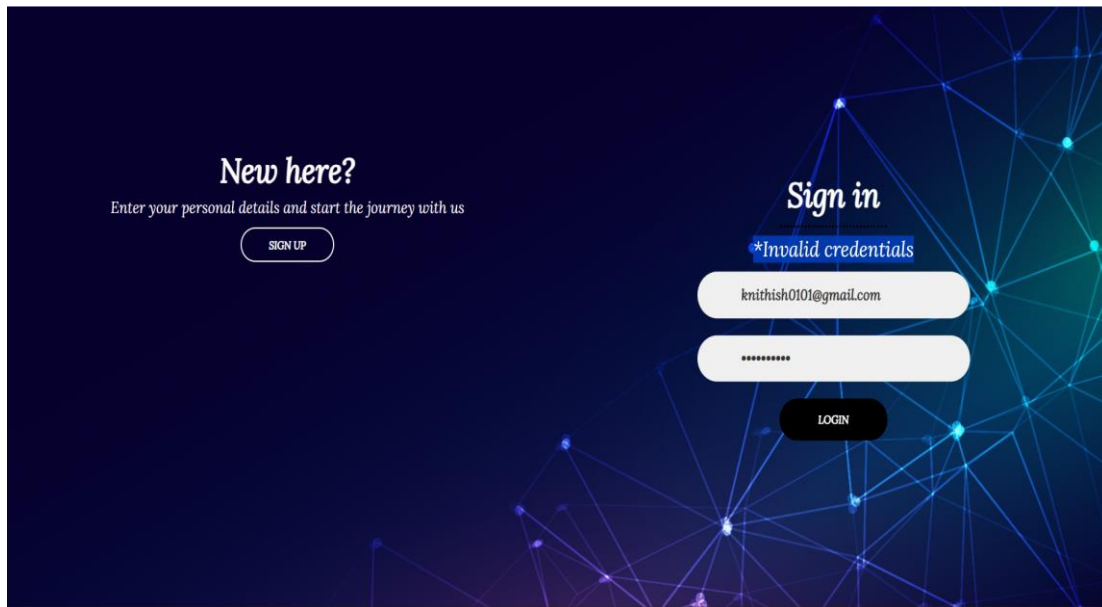 New here?
Enter your personal details and start the journey with us
SIGN UP
Sign in
*Invalid credentials
knithish0101@gmail.com
••••••••••
LOGIN